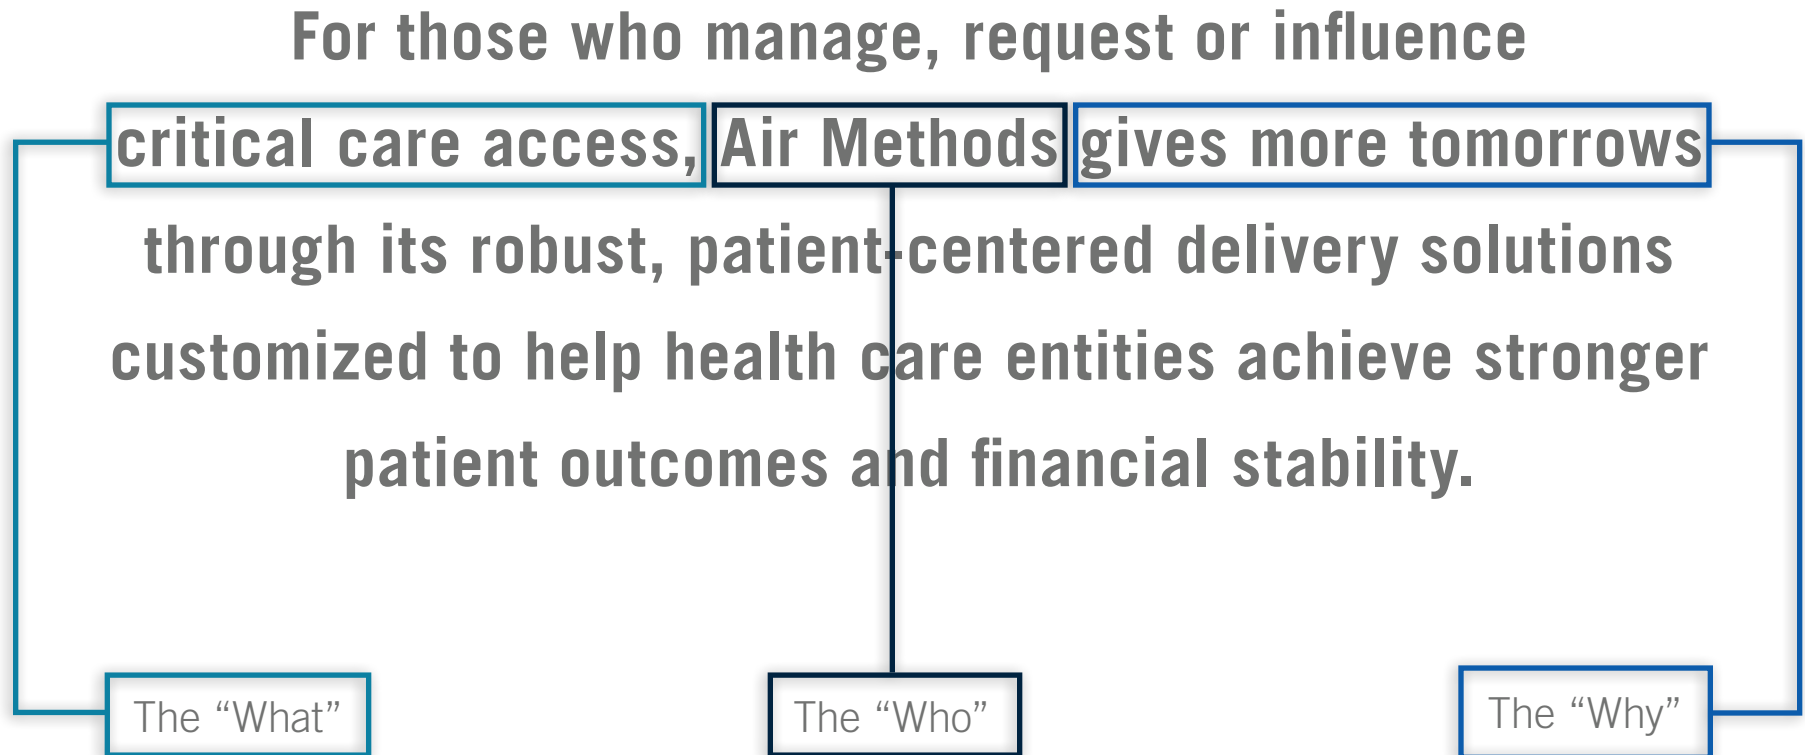 For those who manage, request or influence
critical care access, Air Methods gives more tomorrows
through its robust, patient-centered delivery solutions
customized to help health care entities achieve stronger
patient outcomes and financial stability.
The “What” The “Who” The “Why”